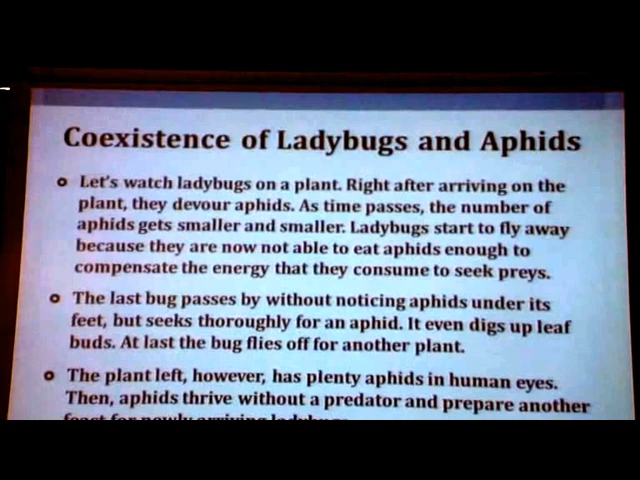 Coexistence of Ladybugs and Aphids
Let's watch ladybugs on a plant. Right after arriving on the
plant, they devour aphids. As time passes, the number of
aphids gets smaller and smaller. Ladybugs start to fly away
because they are now not able to eat aphids enough to
compensate the energy that they consume to seek preys.
The last bug passes by without noticing aphids under its
feet, but seeks thoroughly for an aphid. It even digs up leaf
buds. At last the bug flies off for another plant.
The plant left, however, has plenty aphids in human eyes.
Then, aphids thrive without a predator and prepare another
feast for newly arriving